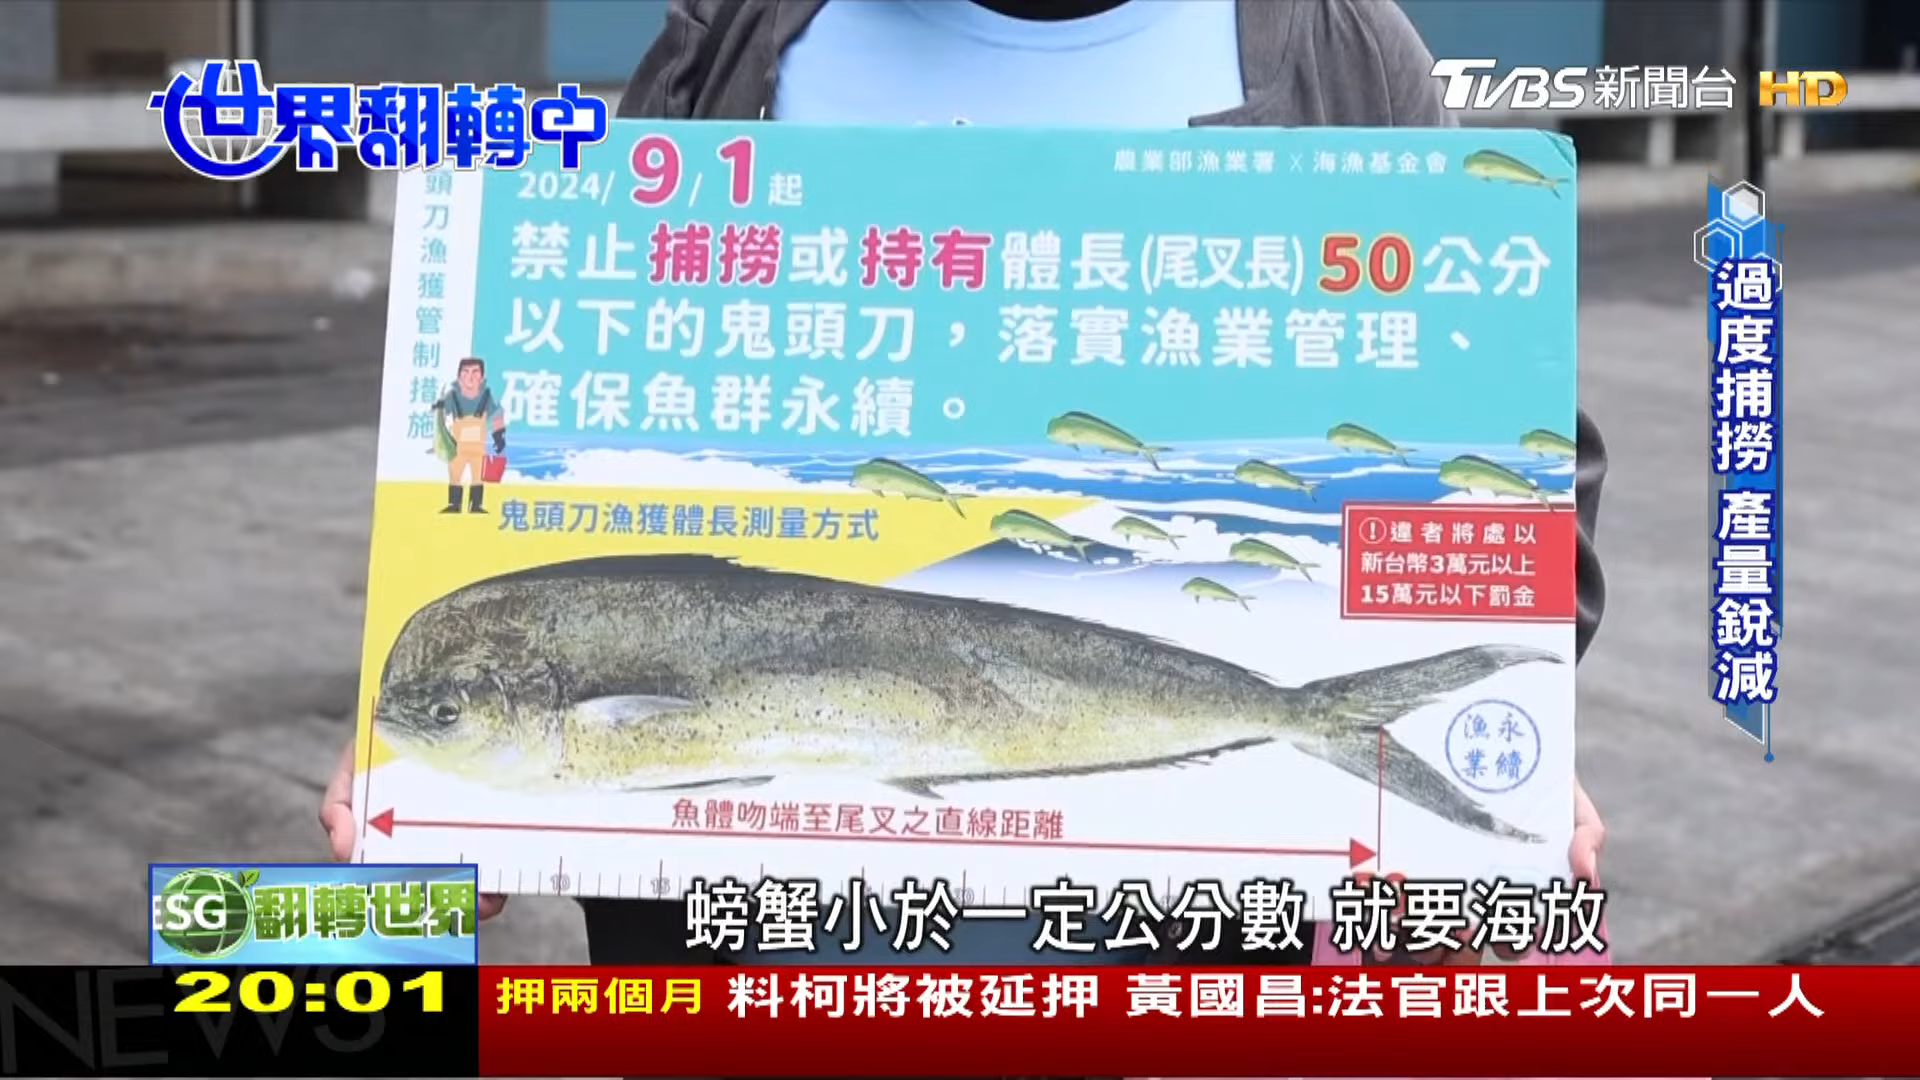 世界翻轉中
TVBS新聞台 HD
農業部漁業署 × 海漁基金會
頭刀漁獲管制措施
2024/9/1起
禁止捕撈或持有體長(尾叉長)50公分
以下的鬼頭刀，落實漁業管理、
確保魚群永續。
過度捕撈 產量銳減
鬼頭刀漁獲體長測量方式
!違者將處以
新台幣3萬元以上
15萬元以下罰金
永續
漁業
魚體吻端至尾叉之直線距離
10
15
螃蟹小於一定公分數 就要海放
ESG翻轉世界
NEWS
20:01
押兩個月 料柯將被延押 黃國昌:法官跟上次同一人